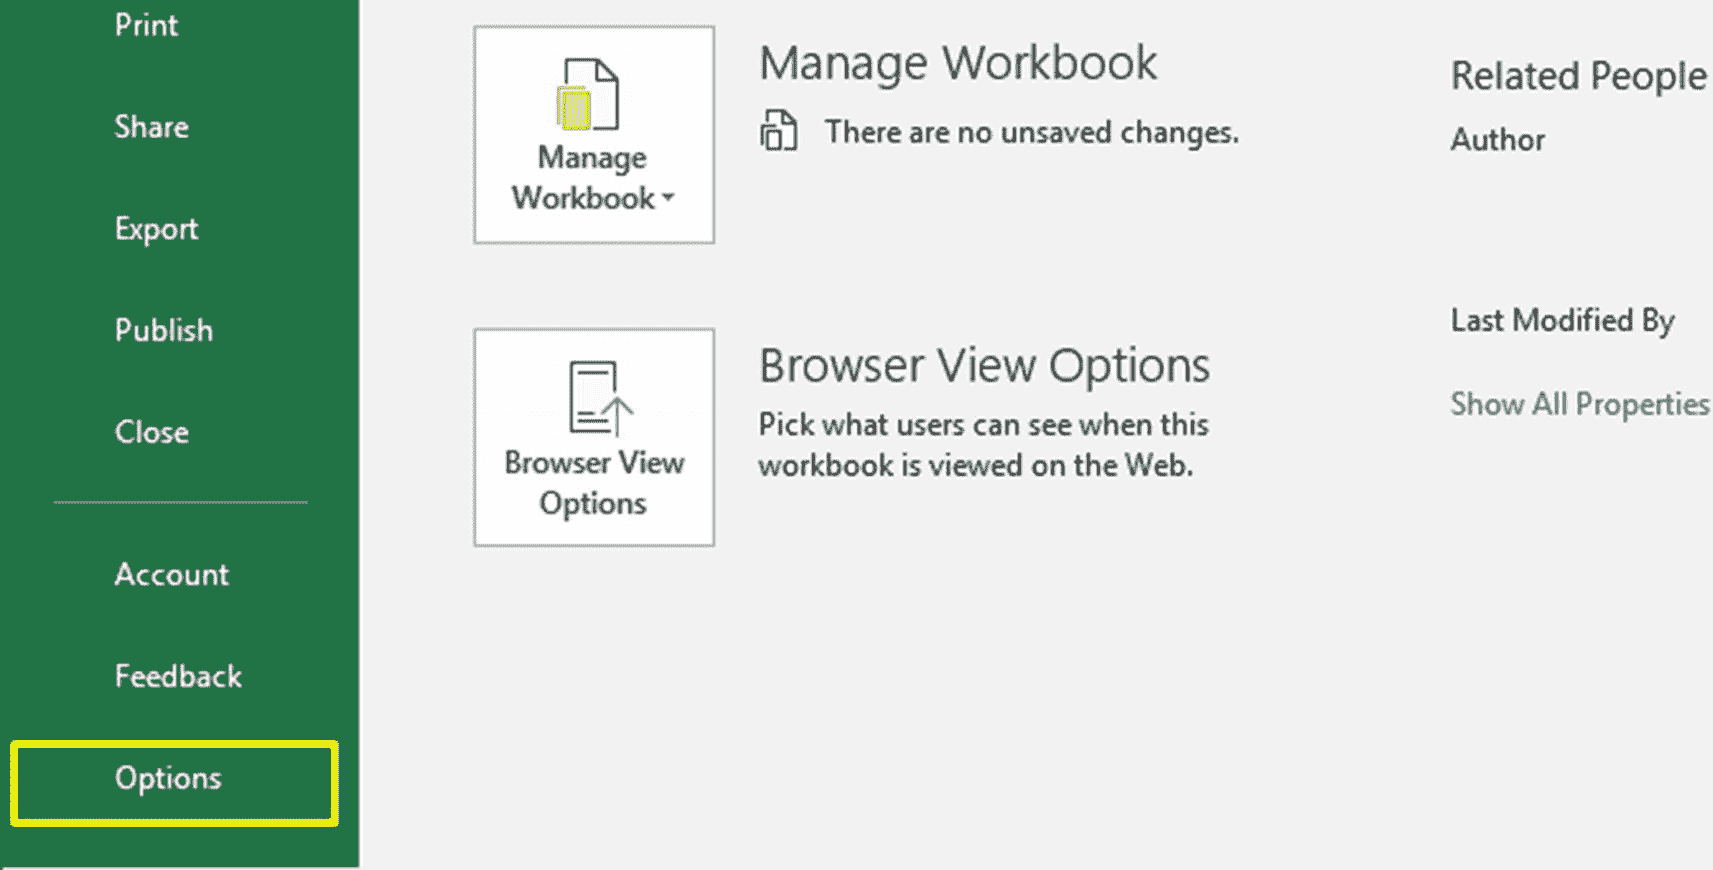 Print
Share
Export
Publish
Close
Account
Feedback
Options
Manage
Workbook
Manage Workbook
There are no unsaved changes.
Browser View
Options
Browser View Options
Pick what users can see when this
workbook is viewed on the Web.
Related People
Author
Last Modified By
Show All Properties